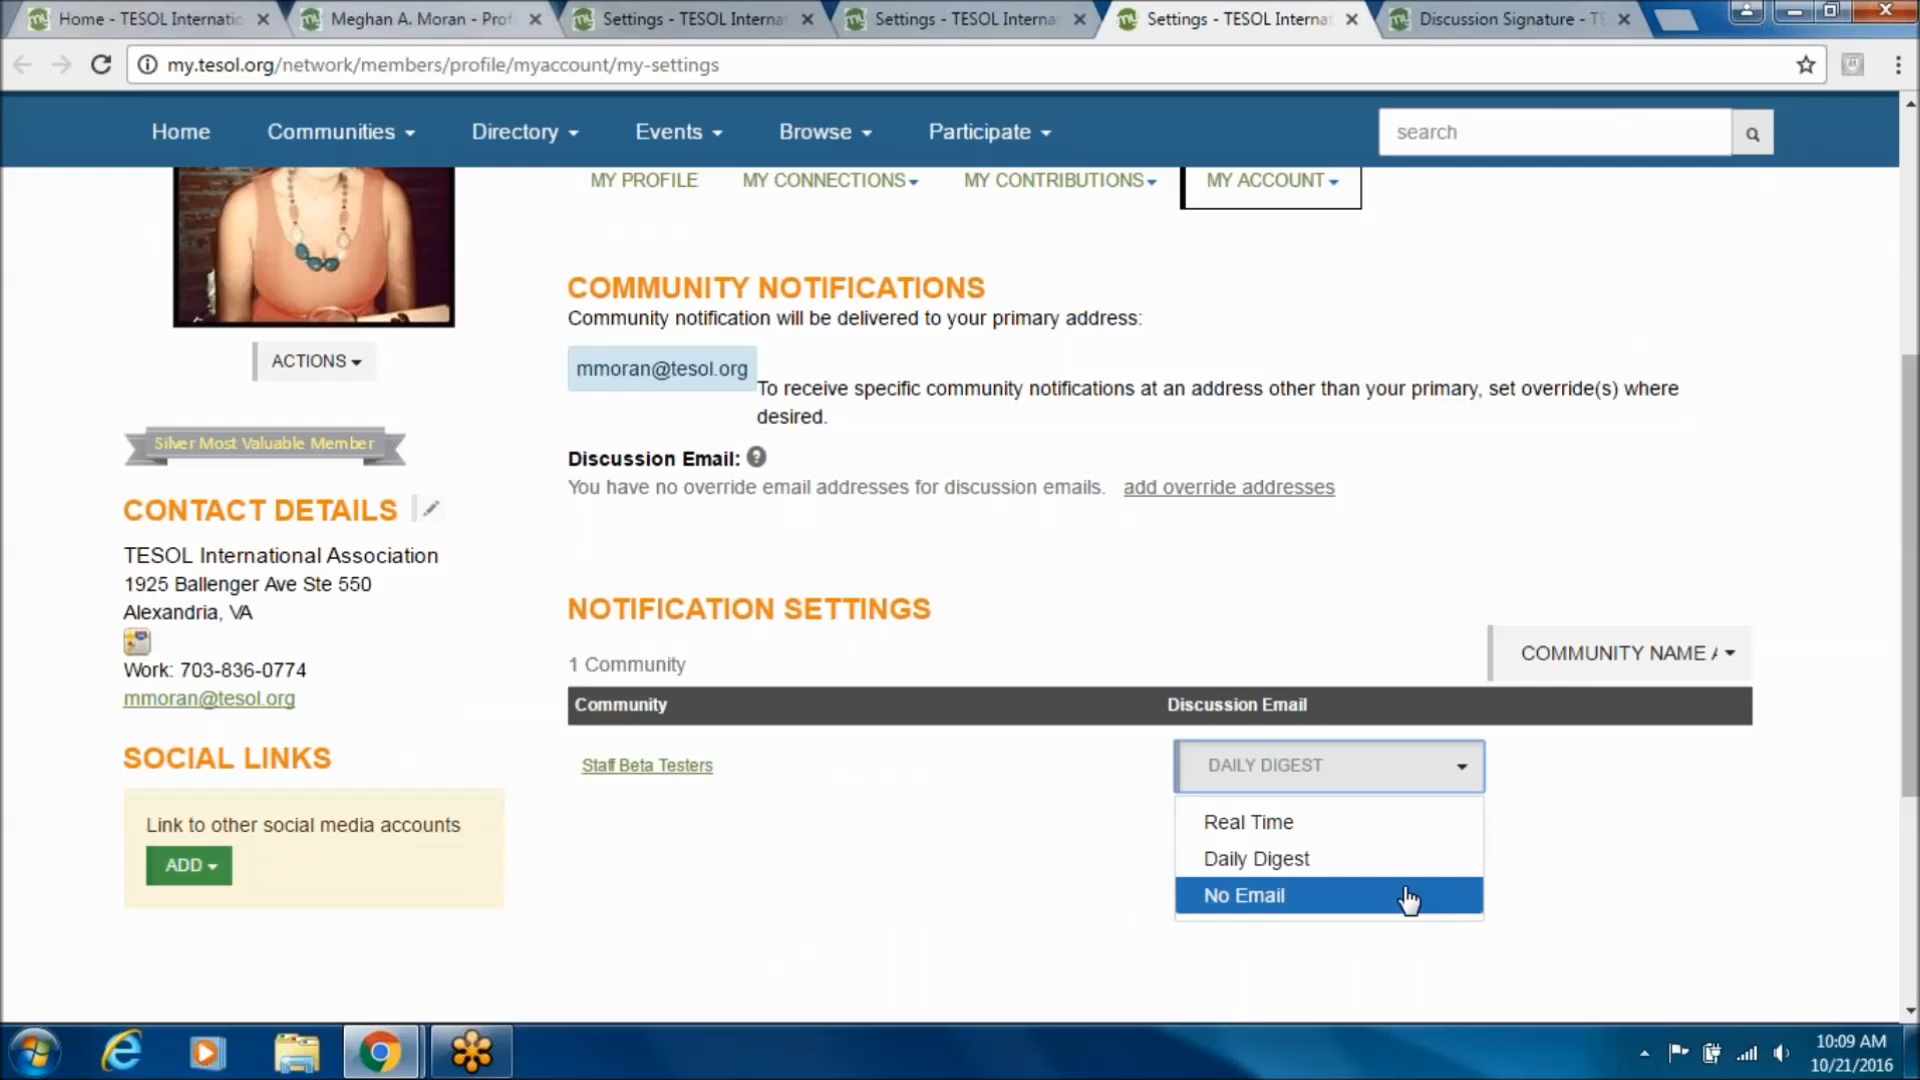 Home - TESOL Internatio
Meghan A. Moran - Prof
Settings - TESOL Interna
Settings - TESOL Interna
Settings - TESOL Internat
Discussion Signature - TE
my.tesol.org/network/members/profile/myaccount/my-settings
Home
Communities
Directory
Events
Browse
Participate
search
MY PROFILE
MY CONNECTIONS
MY CONTRIBUTIONS
MY ACCOUNT
ACTIONS
Silver Most Valuable Member
CONTACT DETAILS
TESOL International Association
1925 Ballenger Ave Ste 550
Alexandria, VA
Work: 703-836-0774
mmoran@tesol.org
SOCIAL LINKS
Link to other social media accounts
ADD
COMMUNITY NOTIFICATIONS
Community notification will be delivered to your primary address:
mmoran@tesol.org
To receive specific community notifications at an address other than your primary, set override(s) where
desired.
Discussion Email: ?
You have no override email addresses for discussion emails. add override addresses
NOTIFICATION SETTINGS
COMMUNITY NAME
1 Community
Community Discussion Email
Staff Beta Testers
DAILY DIGEST
Real Time
Daily Digest
No Email
10:09 AM
10/21/2016